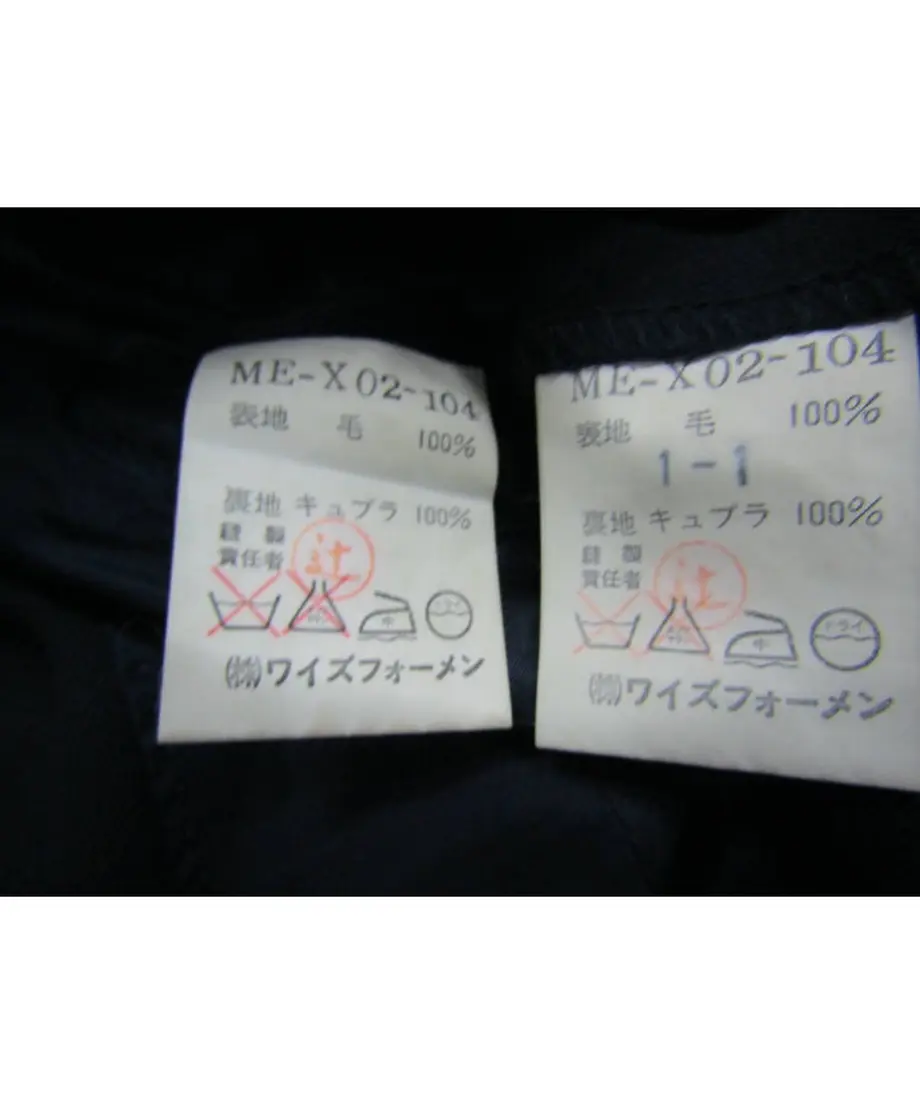 ME-X02-104
表地 毛 100%
裏地 キュプラ 100%
縫製
責任者
辻
中
㈱ワイズフォーメン
ME-X02-104
表地 毛 100%
1-1
裏地 キュプラ 100%
縫製
責任者
辻
中
ドライ
㈱ワイズフォーメン